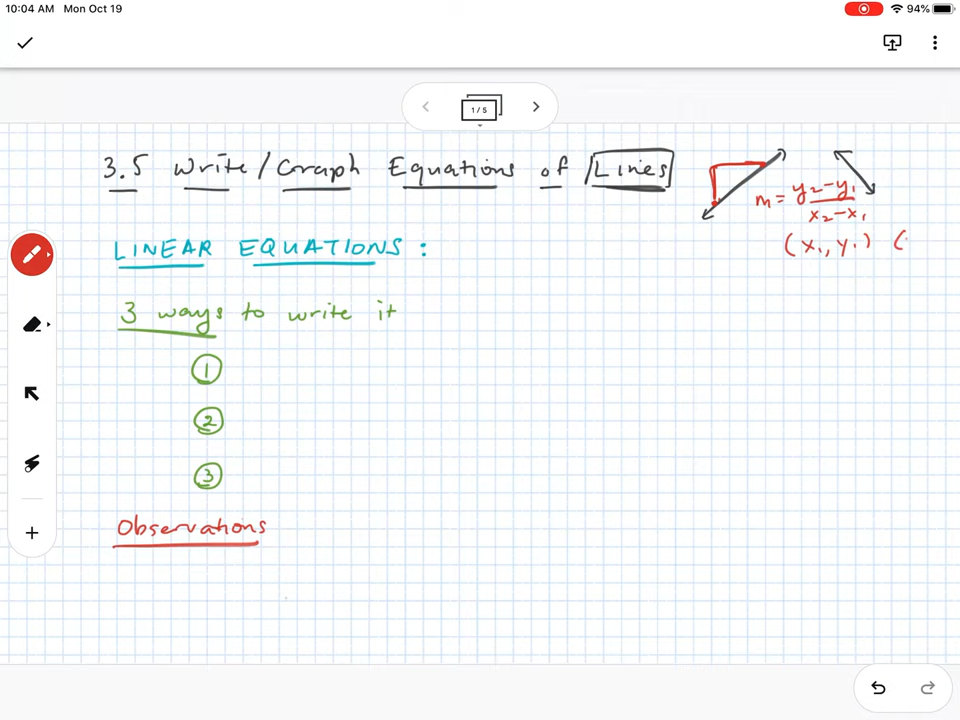 10:04 AM Mon Oct 19
94%
1 / 5
3.5 Write/Graph Equations of Lines
m = y₂-y₁
x₂-x₁
(x₁, y₁) (
LINEAR EQUATIONS :
3 ways to write it
1
2
3
Observations